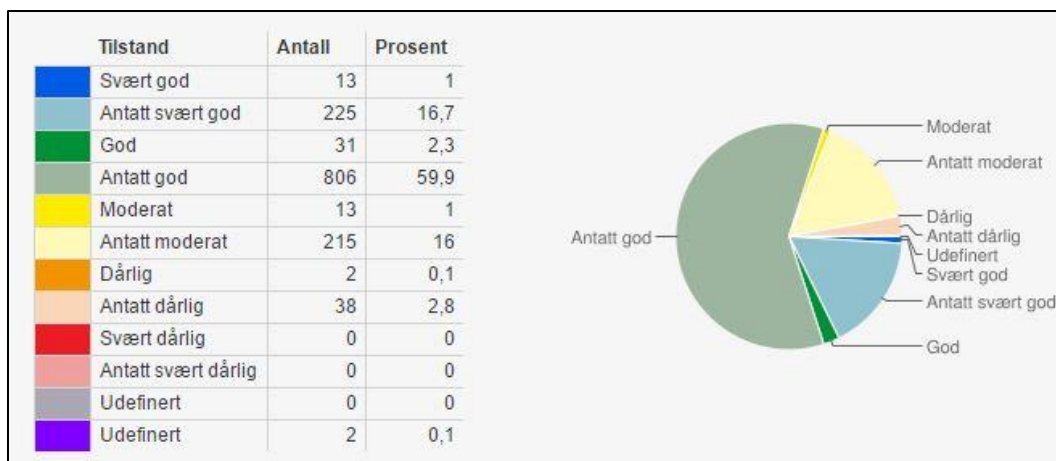 Tilstand Antall Prosent
Svært god 13 1
Antatt svært god 225 16,7
God 31 2,3
Antatt god 806 59,9
Moderat 13 1
Antatt moderat 215 16
Dårlig 2 0,1
Antatt dårlig 38 2,8
Svært dårlig 0 0
Antatt svært dårlig 0 0
Udefinert 0 0
Udefinert 2 0,1
Moderat
Antatt moderat
Dårlig
Antatt dårlig
Udefinert
Svært god
Antatt svært god
God
Antatt god